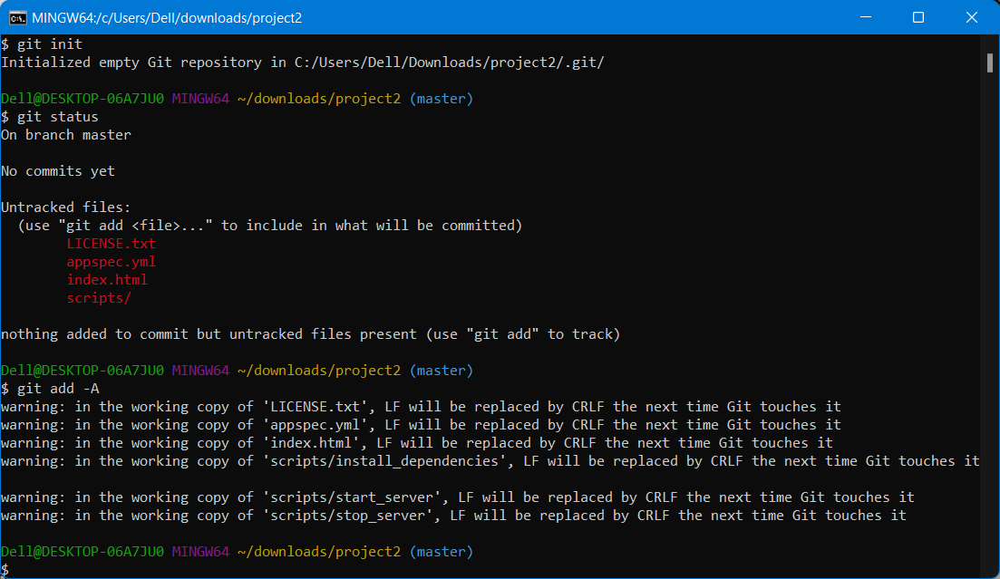 MINGW64:/c/Users/Dell/downloads/project2
$ git init
Initialized empty Git repository in C:/Users/Dell/Downloads/project2/.git/
Dell@DESKTOP-06A7JU0 MINGW64 ~/downloads/project2 (master)
$ git status
On branch master
No commits yet
Untracked files:
  (use "git add <file>..." to include in what will be committed)
        LICENSE.txt
        appspec.yml
        index.html
        scripts/
nothing added to commit but untracked files present (use "git add" to track)
Dell@DESKTOP-06A7JU0 MINGW64 ~/downloads/project2 (master)
$ git add -A
warning: in the working copy of 'LICENSE.txt', LF will be replaced by CRLF the next time Git touches it
warning: in the working copy of 'appspec.yml', LF will be replaced by CRLF the next time Git touches it
warning: in the working copy of 'index.html', LF will be replaced by CRLF the next time Git touches it
warning: in the working copy of 'scripts/install_dependencies', LF will be replaced by CRLF the next time Git touches it
warning: in the working copy of 'scripts/start_server', LF will be replaced by CRLF the next time Git touches it
warning: in the working copy of 'scripts/stop_server', LF will be replaced by CRLF the next time Git touches it
Dell@DESKTOP-06A7JU0 MINGW64 ~/downloads/project2 (master)
$